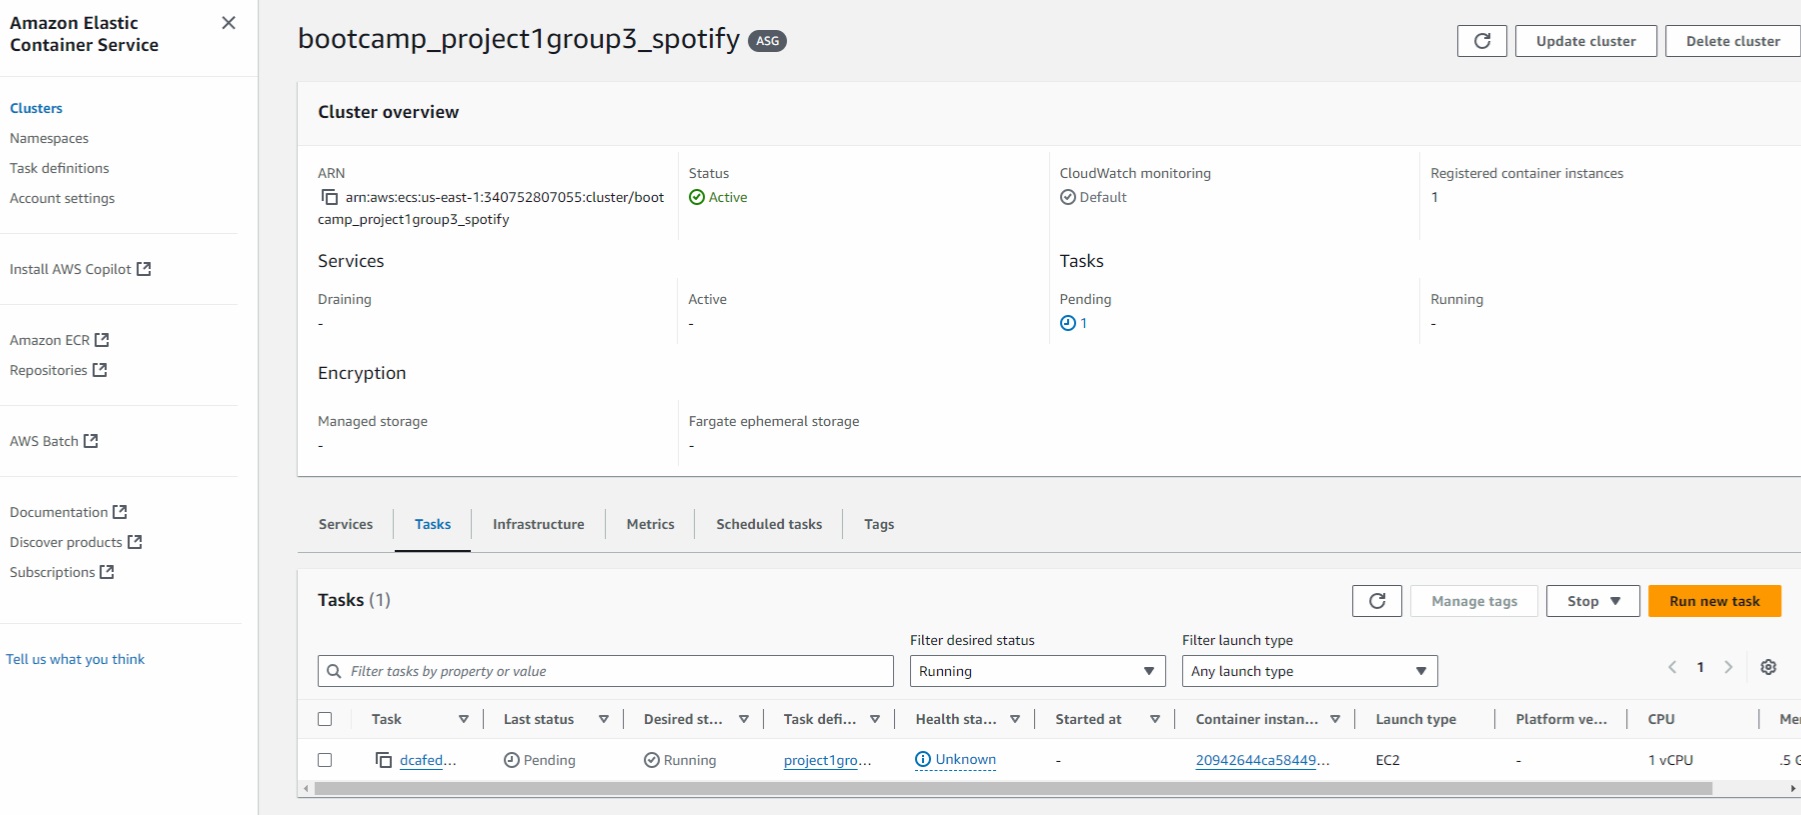 Amazon Elastic
Container Service
Clusters
Namespaces
Task definitions
Account settings
Install AWS Copilot
Amazon ECR
Repositories
AWS Batch
Documentation
Discover products
Subscriptions
Tell us what you think
bootcamp_project1group3_spotify ASG
Update cluster Delete cluster
Cluster overview
ARN Status CloudWatch monitoring Registered container instances
arn:aws:ecs:us-east-1:340752807055:cluster/boot Active Default 1
camp_project1group3_spotify
Services Tasks
Draining Active Pending Running
- - 1 -
Encryption
Managed storage Fargate ephemeral storage
- -
Services Tasks Infrastructure Metrics Scheduled tasks Tags
Tasks (1) Manage tags Stop Run new task
Filter desired status Filter launch type
Filter tasks by property or value Running Any launch type 1
Task Last status Desired st... Task defi... Health sta... Started at Container instan... Launch type Platform ve... CPU Me
dcafed... Pending Running project1gro... Unknown - 20942644ca58449... EC2 - 1 vCPU .5 G